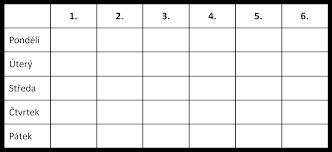 1. 2. 3. 4. 5. 6.
Pondělí
Úterý
Středa
Čtvrtek
Pátek